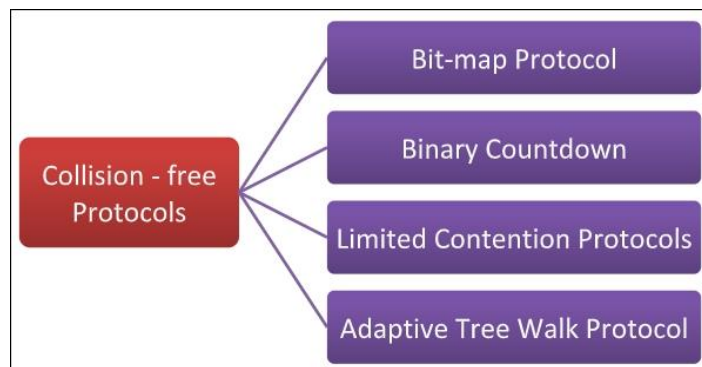 Collision - free
Protocols
Bit-map Protocol
Binary Countdown
Limited Contention Protocols
Adaptive Tree Walk Protocol